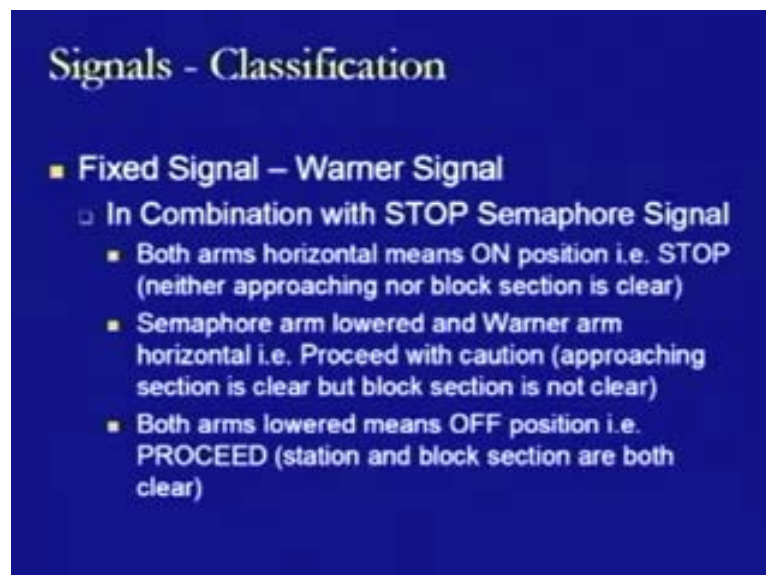 Signals - Classification
Fixed Signal – Warner Signal
In Combination with STOP Semaphore Signal
Both arms horizontal means ON position i.e. STOP
(neither approaching nor block section is clear)
Semaphore arm lowered and Warner arm
horizontal i.e. Proceed with caution (approaching
section is clear but block section is not clear)
Both arms lowered means OFF position i.e.
PROCEED (station and block section are both
clear)